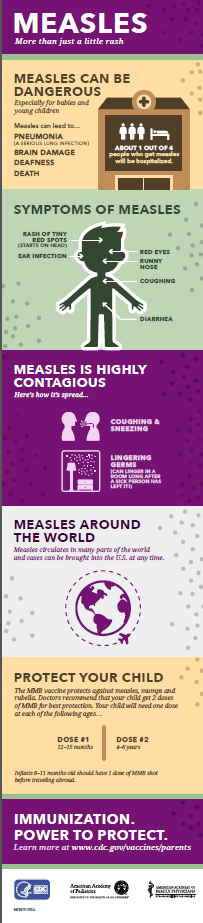 MEASLES
More than just a little rash
MEASLES CAN BE
DANGEROUS
Especially for babies and
young children
Measles can lead to...
PNEUMONIA
(A SERIOUS LUNG INFECTION)
BRAIN DAMAGE
DEAFNESS
DEATH
ABOUT 1 OUT OF 4
people who get measles
will be hospitalized.
SYMPTOMS OF MEASLES
RASH OF TINY
RED SPOTS
(STARTS ON HEAD)
EAR INFECTION
RED EYES
RUNNY
NOSE
COUGHING
DIARRHEA
MEASLES IS HIGHLY
CONTAGIOUS
Here's how it's spread...
COUGHING &
SNEEZING
LINGERING
GERMS
(CAN LINGER IN A
ROOM LONG AFTER
A SICK PERSON HAS
LEFT IT!)
MEASLES AROUND
THE WORLD
Measles circulates in many parts of the world
and cases can be brought into the U.S. at any time.
PROTECT YOUR CHILD
The MMR vaccine protects against measles, mumps and
rubella. Doctors recommend that your child get 2 doses
of MMR for best protection. Your child will need one dose
at each of the following ages...
DOSE #1
12–15 months
DOSE #2
4–6 years
Infants 6–11 months old should have 1 dose of MMR shot
before traveling abroad.
IMMUNIZATION.
POWER TO PROTECT.
Learn more at www.cdc.gov/vaccines/parents
CDC
American Academy
of Pediatrics
DEDICATED TO THE HEALTH OF ALL CHILDREN
AMERICAN ACADEMY OF
FAMILY PHYSICIANS